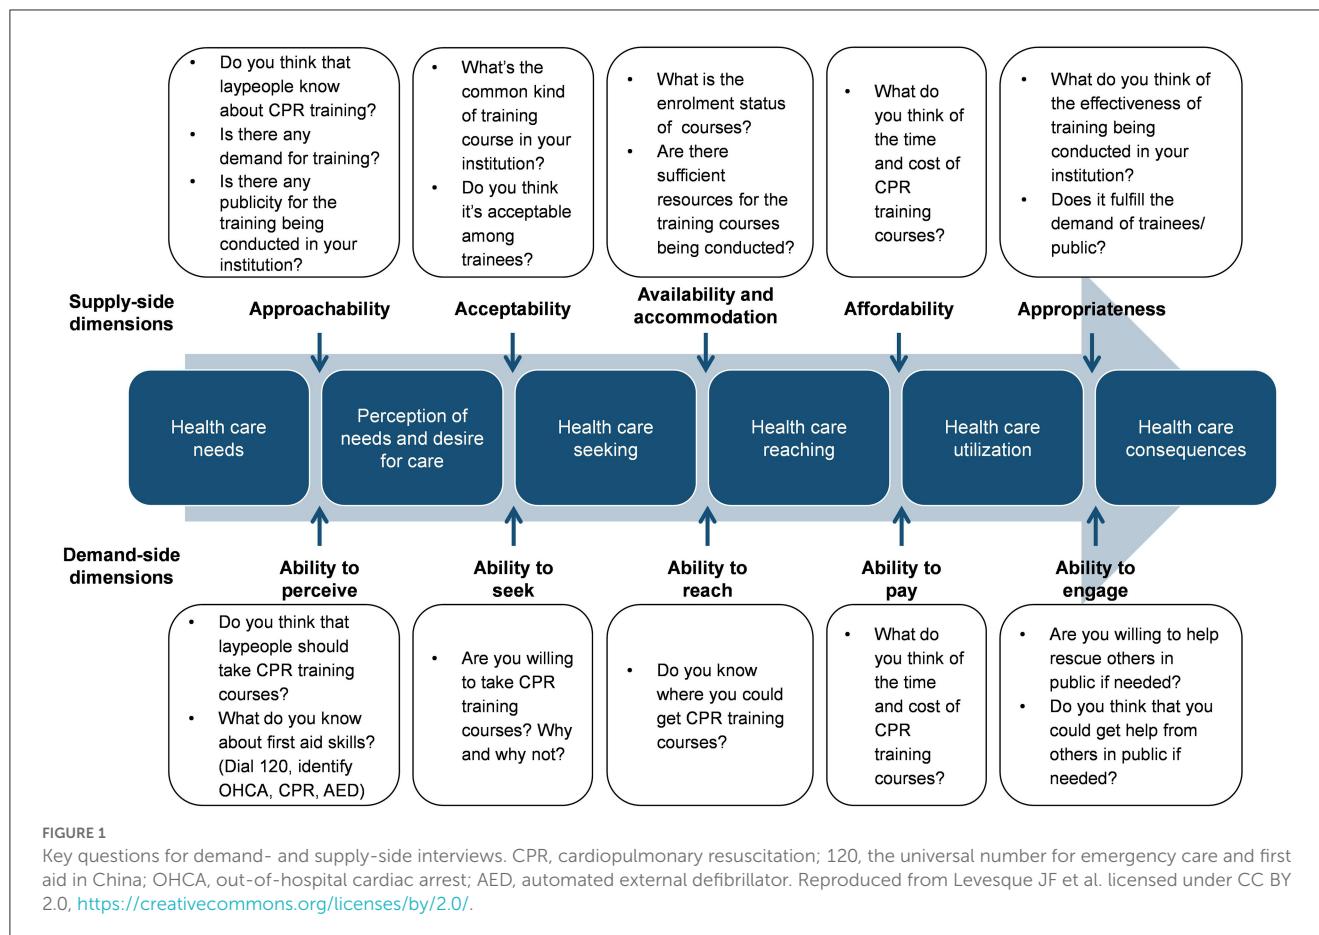 • Do you think that
laypeople know
about CPR training?
• Is there any
demand for training?
• Is there any
publicity for the
training being
conducted in your
institution?
• What's the
common kind
of training
course in your
institution?
• Do you think
it's acceptable
among
trainees?
• What is the
enrolment status
of courses?
• Are there
sufficient
resources for the
training courses
being conducted?
• What do
you think of
the time
and cost of
CPR
training
courses?
• What do you think of
the effectiveness of
training being
conducted in your
institution?
• Does it fulfill the
demand of trainees/
public?
Supply-side
dimensions
Approachability
Acceptability
Availability and
accommodation
Affordability
Appropriateness
Health care
needs
Perception of
needs and desire
for care
Health care
seeking
Health care
reaching
Health care
utilization
Health care
consequences
Demand-side
dimensions
Ability to
perceive
Ability to
seek
Ability to
reach
Ability to
pay
Ability to
engage
• Do you think that
laypeople should
take CPR training
courses?
• What do you know
about first aid skills?
(Dial 120, identify
OHCA, CPR, AED)
• Are you willing
to take CPR
training
courses? Why
and why not?
• Do you know
where you could
get CPR training
courses?
• What do
you think of
the time
and cost of
CPR
training
courses?
• Are you willing to help
rescue others in
public if needed?
• Do you think that you
could get help from
others in public if
needed?
FIGURE 1
Key questions for demand- and supply-side interviews. CPR, cardiopulmonary resuscitation; 120, the universal number for emergency care and first
aid in China; OHCA, out-of-hospital cardiac arrest; AED, automated external defibrillator. Reproduced from Levesque JF et al. licensed under CC BY
2.0, https://creativecommons.org/licenses/by/2.0/.